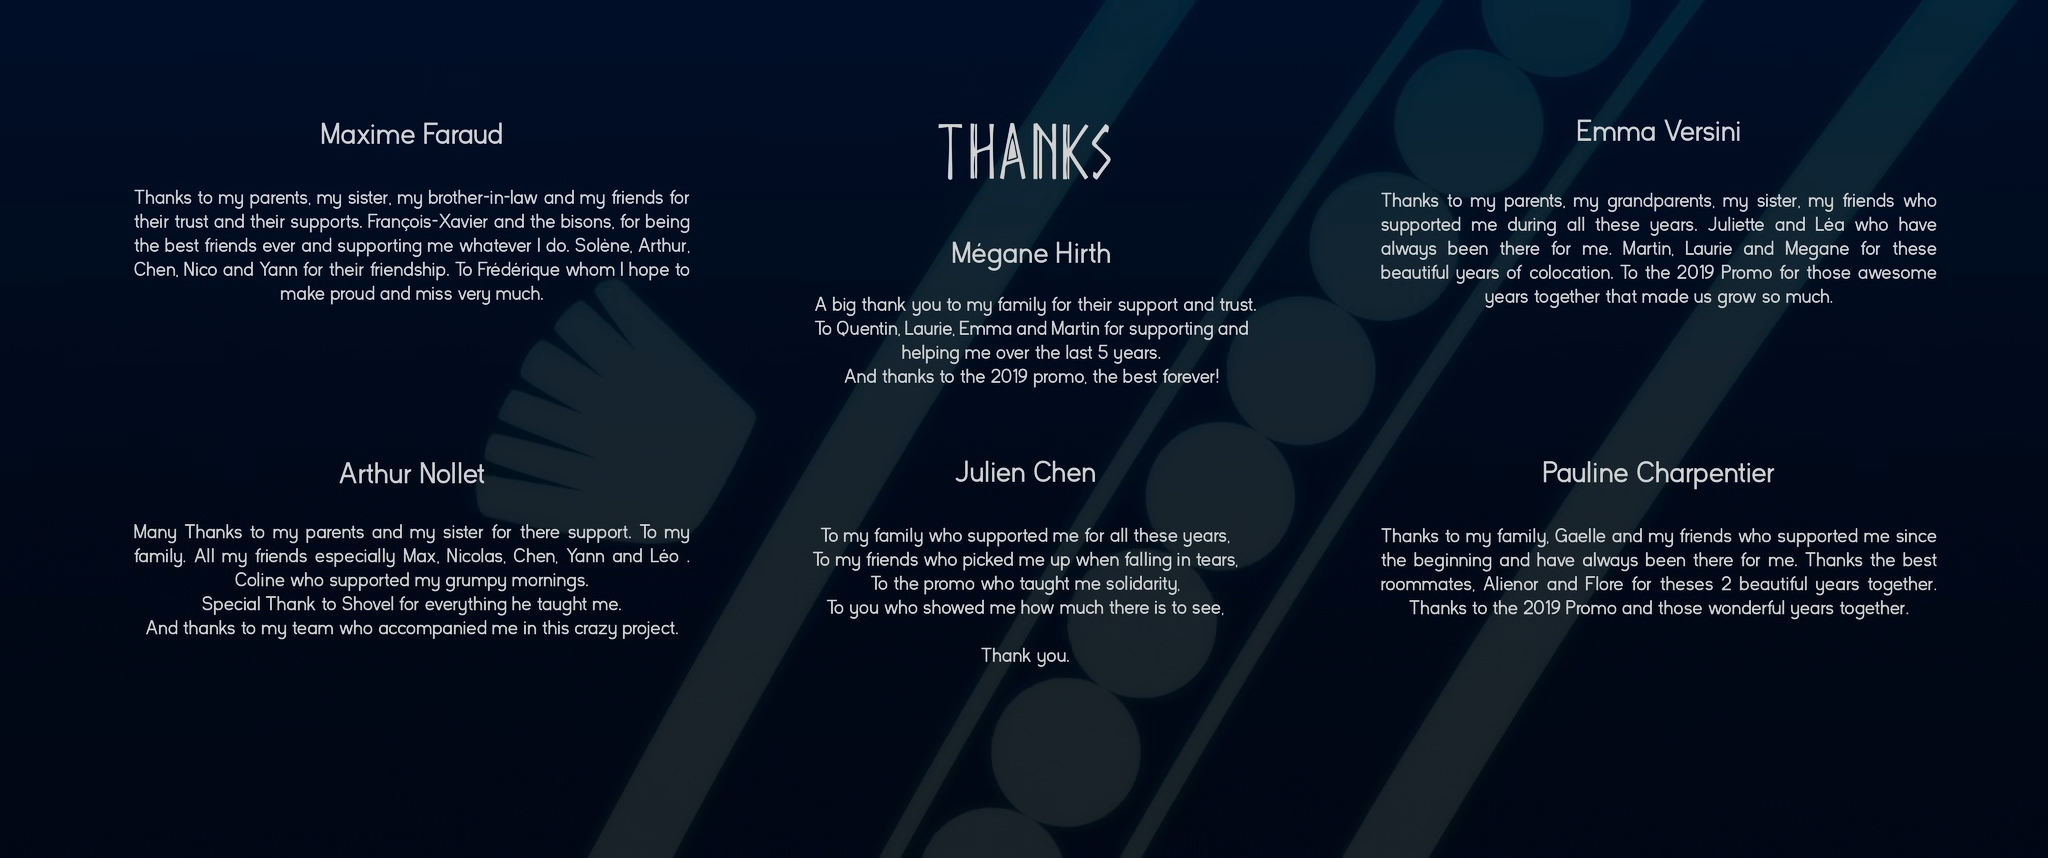 THANKS
Maxime Faraud
Thanks to my parents, my sister, my brother-in-law and my friends for
their trust and their supports. François-Xavier and the bisons, for being
the best friends ever and supporting me whatever I do. Solène, Arthur,
Chen, Nico and Yann for their friendship. To Frédérique whom I hope to
make proud and miss very much.
Mégane Hirth
A big thank you to my family for their support and trust.
To Quentin, Laurie, Emma and Martin for supporting and
helping me over the last 5 years.
And thanks to the 2019 promo, the best forever!
Emma Versini
Thanks to my parents, my grandparents, my sister, my friends who
supported me during all these years. Juliette and Léa who have
always been there for me. Martin, Laurie and Megane for these
beautiful years of colocation. To the 2019 Promo for those awesome
years together that made us grow so much.
Arthur Nollet
Many Thanks to my parents and my sister for there support. To my
family. All my friends especially Max, Nicolas, Chen, Yann and Léo .
Coline who supported my grumpy mornings.
Special Thank to Shovel for everything he taught me.
And thanks to my team who accompanied me in this crazy project.
Julien Chen
To my family who supported me for all these years,
To my friends who picked me up when falling in tears,
To the promo who taught me solidarity,
To you who showed me how much there is to see,
Thank you.
Pauline Charpentier
Thanks to my family, Gaelle and my friends who supported me since
the beginning and have always been there for me. Thanks the best
roommates, Alienor and Flore for theses 2 beautiful years together.
Thanks to the 2019 Promo and those wonderful years together.